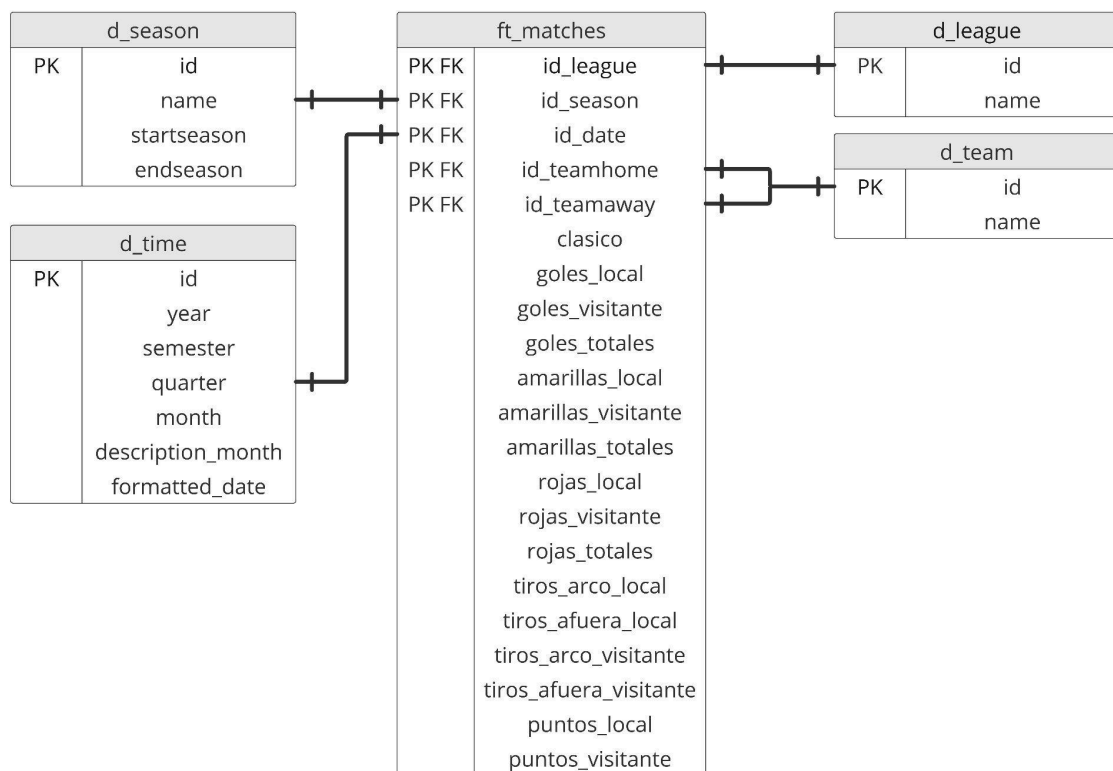 d_season
PK id
name
startseason
endseason
d_time
PK id
year
semester
quarter
month
description_month
formatted_date
ft_matches
PK FK id_league
PK FK id_season
PK FK id_date
PK FK id_teamhome
PK FK id_teamaway
clasico
goles_local
goles_visitante
goles_totales
amarillas_local
amarillas_visitante
amarillas_totales
rojas_local
rojas_visitante
rojas_totales
tiros_arco_local
tiros_afuera_local
tiros_arco_visitante
tiros_afuera_visitante
puntos_local
puntos_visitante
d_league
PK id
name
d_team
PK id
name